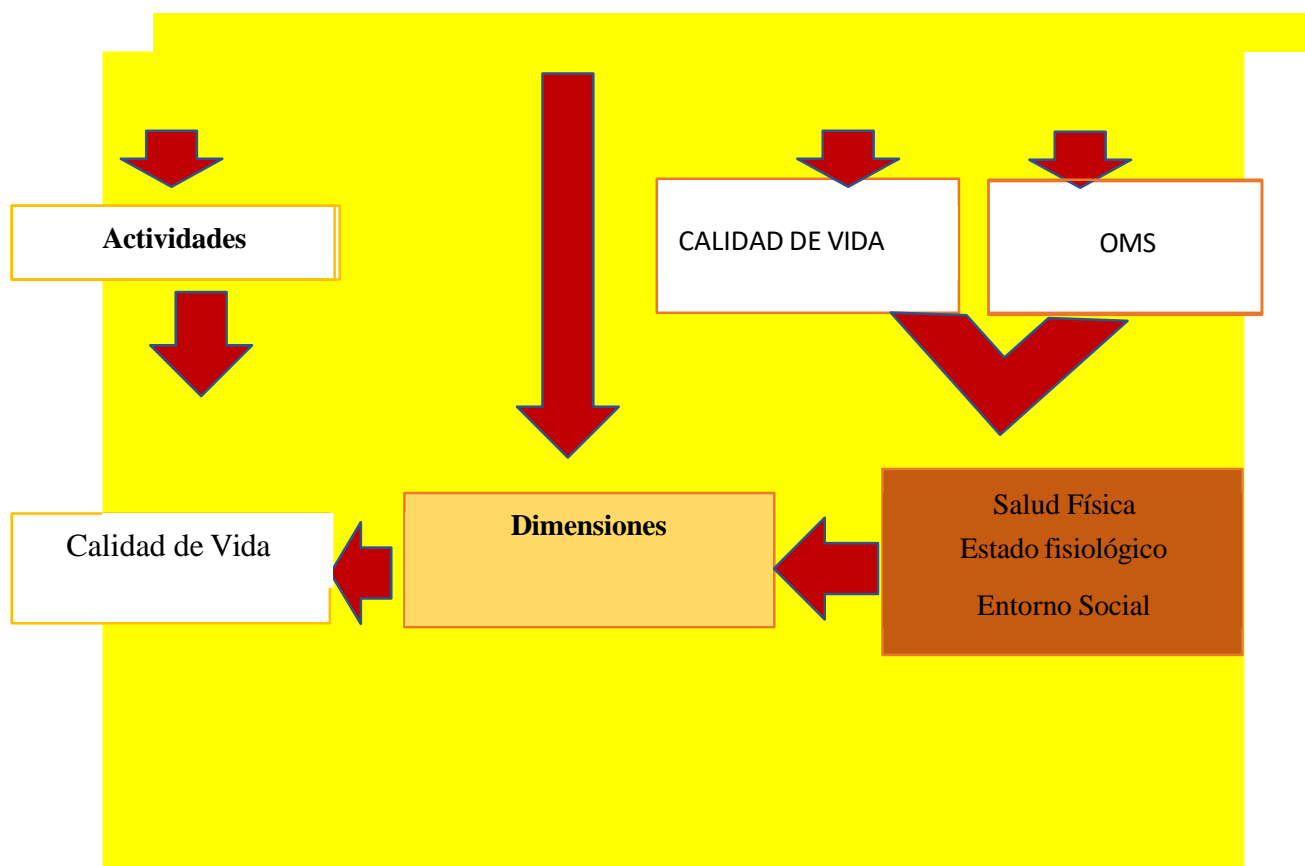 Actividades
CALIDAD DE VIDA
OMS
Calidad de Vida
Dimensiones
Salud Física
Estado fisiológico
Entorno Social